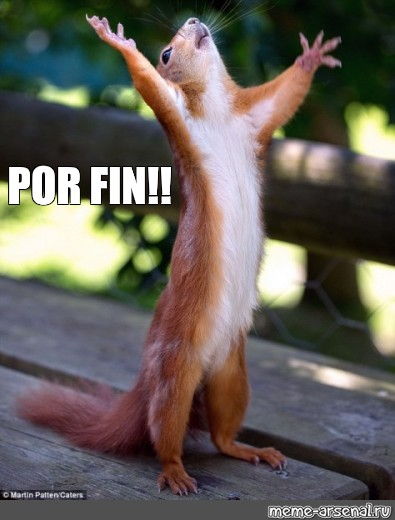 POR FIN!!
© Martin Patten/Caters
meme-arsenal.ru